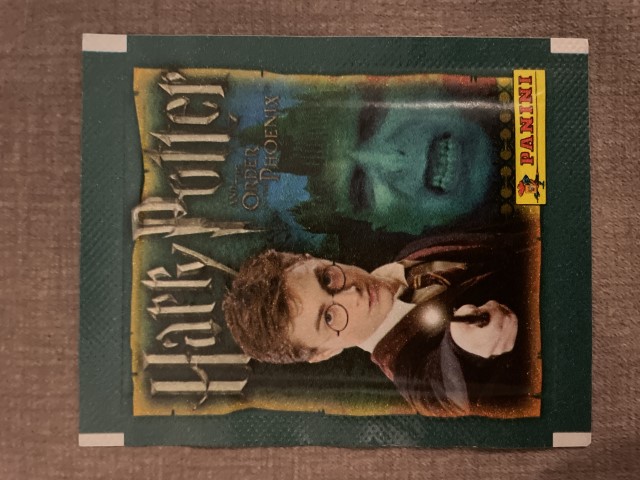 Harry Potter
AND THE
ORDER
OF THE
PHOENIX
PANINI